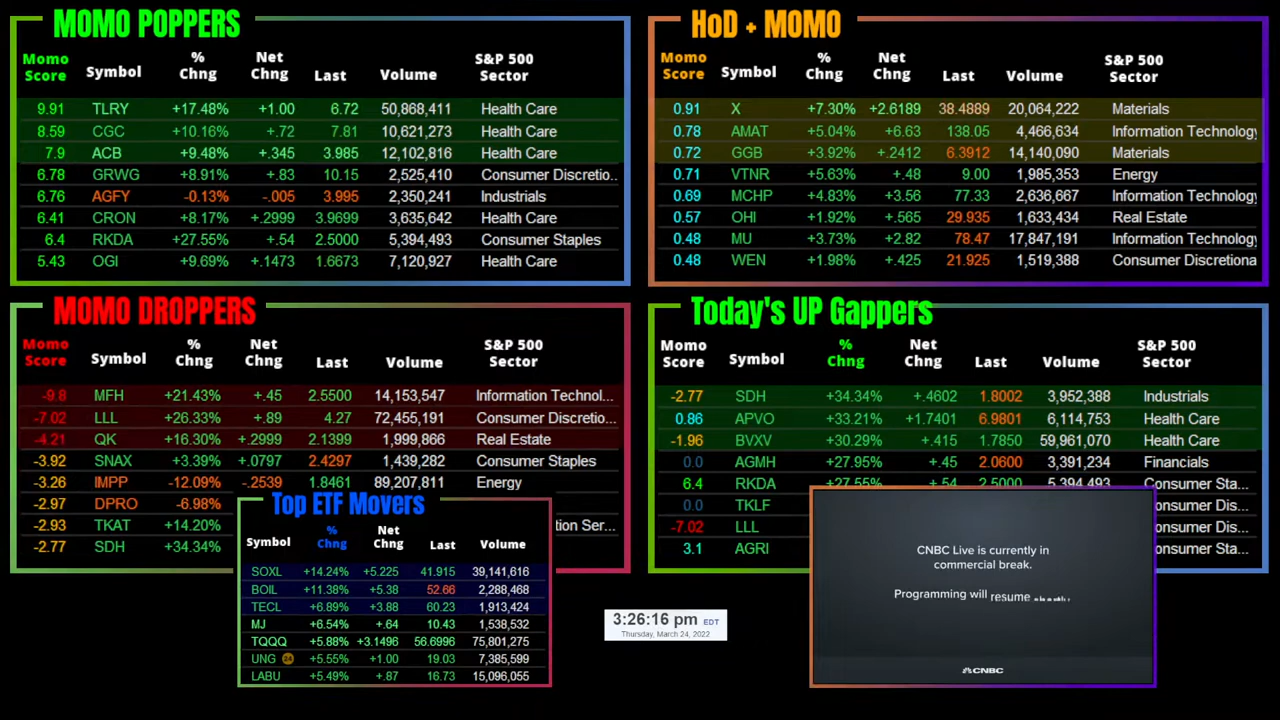 MOMO POPPERS
Momo Score Symbol % Chng Net Chng Last Volume S&P 500 Sector
9.91 TLRY +17.48% +1.00 6.72 50,868,411 Health Care
8.59 CGC +10.16% +.72 7.81 10,621,273 Health Care
7.9 ACB +9.48% +.345 3.985 12,102,816 Health Care
6.78 GRWG +8.91% +.83 10.15 2,525,410 Consumer Discretio..
6.76 AGFY -0.13% -.005 3.995 2,350,241 Industrials
6.41 CRON +8.17% +.2999 3.9699 3,635,642 Health Care
6.4 RKDA +27.55% +.54 2.5000 5,394,493 Consumer Staples
5.43 OGI +9.69% +.1473 1.6673 7,120,927 Health Care
HoD + MOMO
Momo Score Symbol % Chng Net Chng Last Volume S&P 500 Sector
0.91 X +7.30% +2.6189 38.4889 20,064,222 Materials
0.78 AMAT +5.04% +6.63 138.05 4,466,634 Information Technology
0.72 GGB +3.92% +.2412 6.3912 14,140,090 Materials
0.71 VTNR +5.63% +.48 9.00 1,985,353 Energy
0.69 MCHP +4.83% +3.56 77.33 2,636,667 Information Technology
0.57 OHI +1.92% +.565 29.935 1,633,434 Real Estate
0.48 MU +3.73% +2.82 78.47 17,847,191 Information Technology
0.48 WEN +1.98% +.425 21.925 1,519,388 Consumer Discretiona
MOMO DROPPERS
Momo Score Symbol % Chng Net Chng Last Volume S&P 500 Sector
-9.8 MFH +21.43% +.45 2.5500 14,153,547 Information Technol...
-7.02 LLL +26.33% +.89 4.27 72,455,191 Consumer Discretio...
-4.21 QK +16.30% +.2999 2.1399 1,999,866 Real Estate
-3.92 SNAX +3.39% +.0797 2.4297 1,439,282 Consumer Staples
-3.26 IMPP -12.09% -.2539 1.8461 89,207,811 Energy
-2.97 DPRO -6.98%
-2.93 TKAT +14.20% tion Ser...
-2.77 SDH +34.34%
Today's UP Gappers
Momo Score Symbol % Chng Net Chng Last Volume S&P 500 Sector
-2.77 SDH +34.34% +.4602 1.8002 3,952,388 Industrials
0.86 APVO +33.21% +1.7401 6.9801 6,114,753 Health Care
-1.96 BVXV +30.29% +.415 1.7850 59,961,070 Health Care
0.0 AGMH +27.95% +.45 2.0600 3,391,234 Financials
6.4 RKDA +27.55% +.54 2.5000 5,394,493 Consumer Sta...
0.0 TKLF onsumer Dis...
-7.02 LLL onsumer Dis...
3.1 AGRI onsumer Sta...
Top ETF Movers
Symbol % Chng Net Chng Last Volume
SOXL +14.24% +5.225 41.915 39,141,616
BOIL +11.38% +5.38 52.66 2,288,468
TECL +6.89% +3.88 60.23 1,913,424
MJ +6.54% +.64 10.43 1,538,532
TQQQ +5.88% +3.1496 56.6996 75,801,275
UNG 24 +5.55% +1.00 19.03 7,385,599
LABU +5.49% +.87 16.73 15,096,055
3:26:16 pm EDT
Thursday, March 24, 2022
CNBC Live is currently in
commercial break.
Programming will resume
CNBC